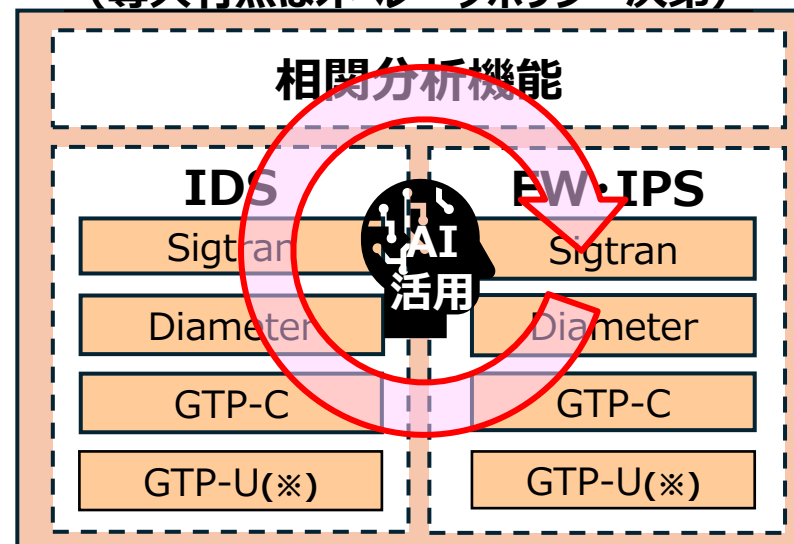 相関分析機能
IDS
FW・IPS
Sigtran
Sigtran
AI
活用
Diameter
Diameter
GTP-C
GTP-C
GTP-U(※)
GTP-U(※)